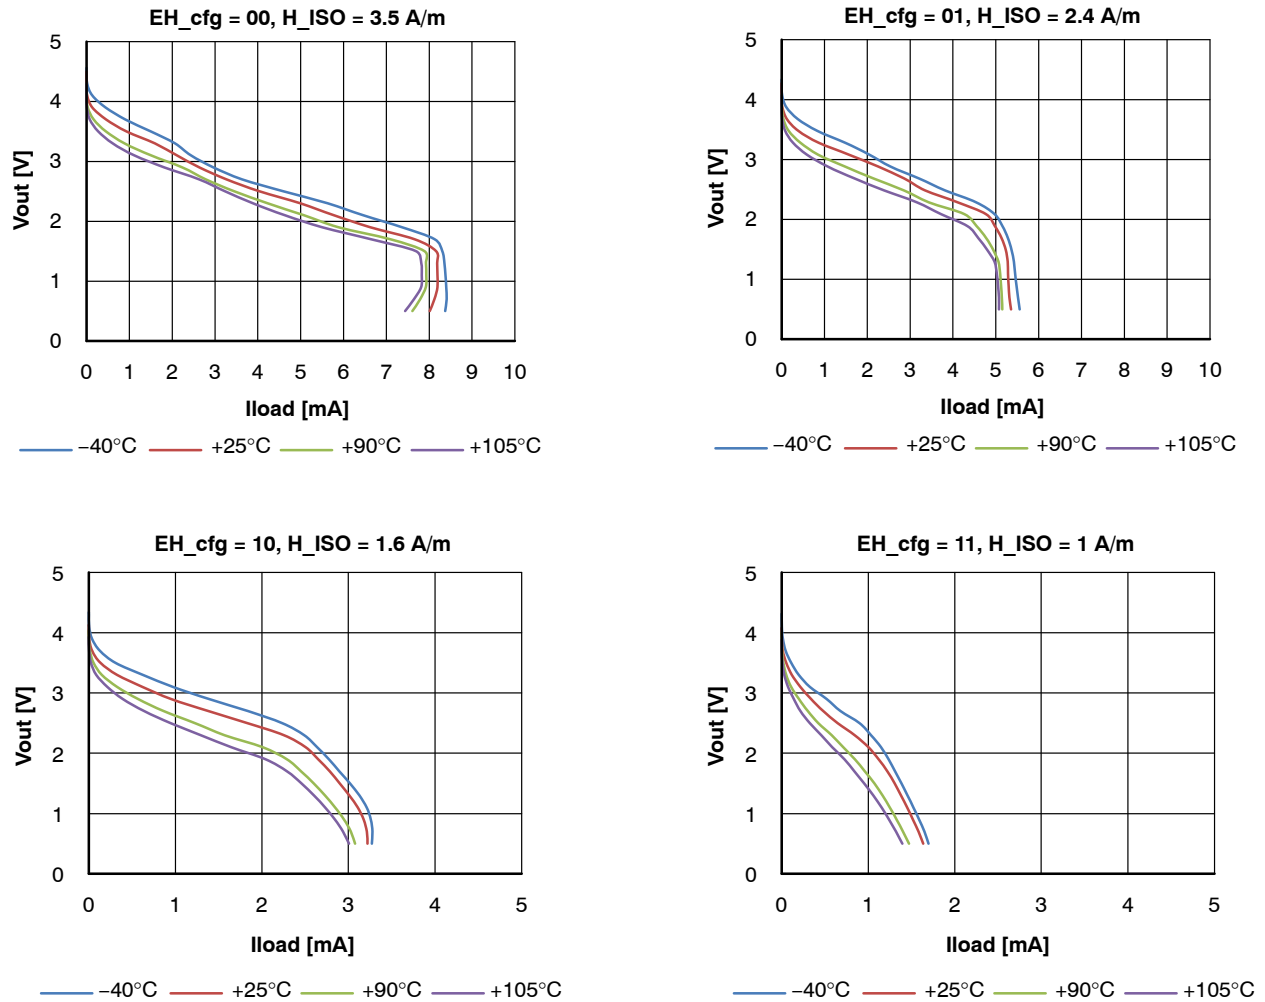 EH_cfg = 00, H_ISO = 3.5 A/m
5
4
3
2
1
0
Vout [V]
0 1 2 3 4 5 6 7 8 9 10
Iload [mA]
−40°C +25°C +90°C +105°C
EH_cfg = 01, H_ISO = 2.4 A/m
5
4
3
2
1
0
Vout [V]
0 1 2 3 4 5 6 7 8 9 10
Iload [mA]
−40°C +25°C +90°C +105°C
EH_cfg = 10, H_ISO = 1.6 A/m
5
4
3
2
1
0
Vout [V]
0 1 2 3 4 5
Iload [mA]
−40°C +25°C +90°C +105°C
EH_cfg = 11, H_ISO = 1 A/m
5
4
3
2
1
0
Vout [V]
0 1 2 3 4 5
Iload [mA]
−40°C +25°C +90°C +105°C